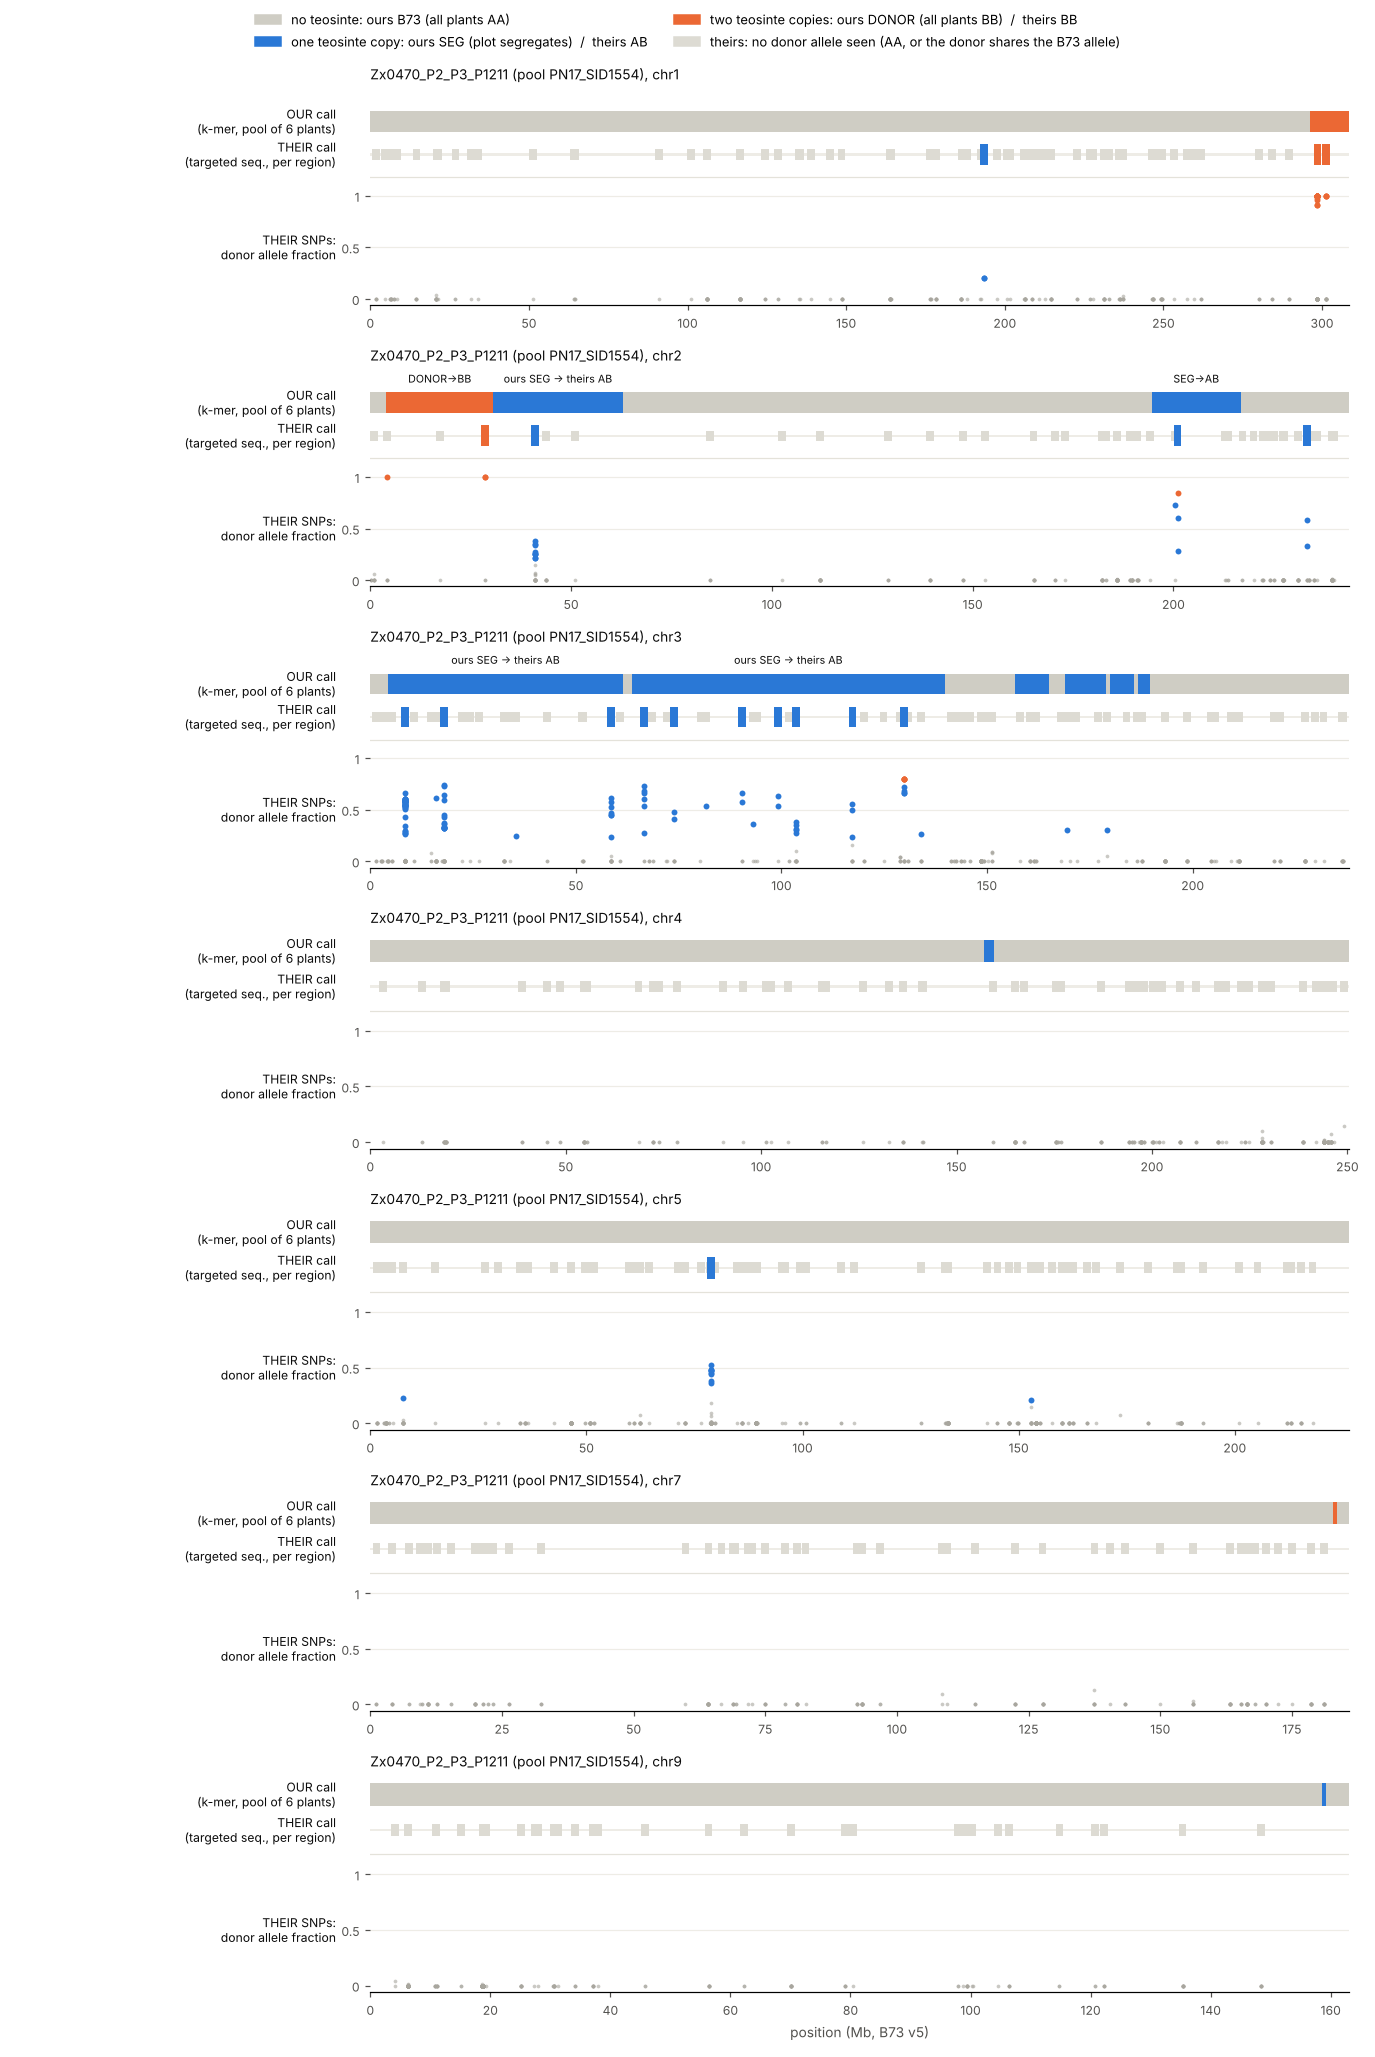 no teosinte: ours B73 (all plants AA)
two teosinte copies: ours DONOR (all plants BB)  /  theirs BB
one teosinte copy: ours SEG (plot segregates)  /  theirs AB
theirs: no donor allele seen (AA, or the donor shares the B73 allele)
Zx0470_P2_P3_P1211 (pool PN17_SID1554), chr1
OUR call
(k-mer, pool of 6 plants)
THEIR call
(targeted seq., per region)
1
THEIR SNPs:
donor allele fraction
0.5
0
0 50 100 150 200 250 300
Zx0470_P2_P3_P1211 (pool PN17_SID1554), chr2
DONOR→BB ours SEG → theirs AB SEG→AB
OUR call
(k-mer, pool of 6 plants)
THEIR call
(targeted seq., per region)
1
THEIR SNPs:
donor allele fraction
0.5
0
0 50 100 150 200
Zx0470_P2_P3_P1211 (pool PN17_SID1554), chr3
ours SEG → theirs AB ours SEG → theirs AB
OUR call
(k-mer, pool of 6 plants)
THEIR call
(targeted seq., per region)
1
THEIR SNPs:
donor allele fraction
0.5
0
0 50 100 150 200
Zx0470_P2_P3_P1211 (pool PN17_SID1554), chr4
OUR call
(k-mer, pool of 6 plants)
THEIR call
(targeted seq., per region)
1
THEIR SNPs:
donor allele fraction
0.5
0
0 50 100 150 200 250
Zx0470_P2_P3_P1211 (pool PN17_SID1554), chr5
OUR call
(k-mer, pool of 6 plants)
THEIR call
(targeted seq., per region)
1
THEIR SNPs:
donor allele fraction
0.5
0
0 50 100 150 200
Zx0470_P2_P3_P1211 (pool PN17_SID1554), chr7
OUR call
(k-mer, pool of 6 plants)
THEIR call
(targeted seq., per region)
1
THEIR SNPs:
donor allele fraction
0.5
0
0 25 50 75 100 125 150 175
Zx0470_P2_P3_P1211 (pool PN17_SID1554), chr9
OUR call
(k-mer, pool of 6 plants)
THEIR call
(targeted seq., per region)
1
THEIR SNPs:
donor allele fraction
0.5
0
0 20 40 60 80 100 120 140 160
position (Mb, B73 v5)